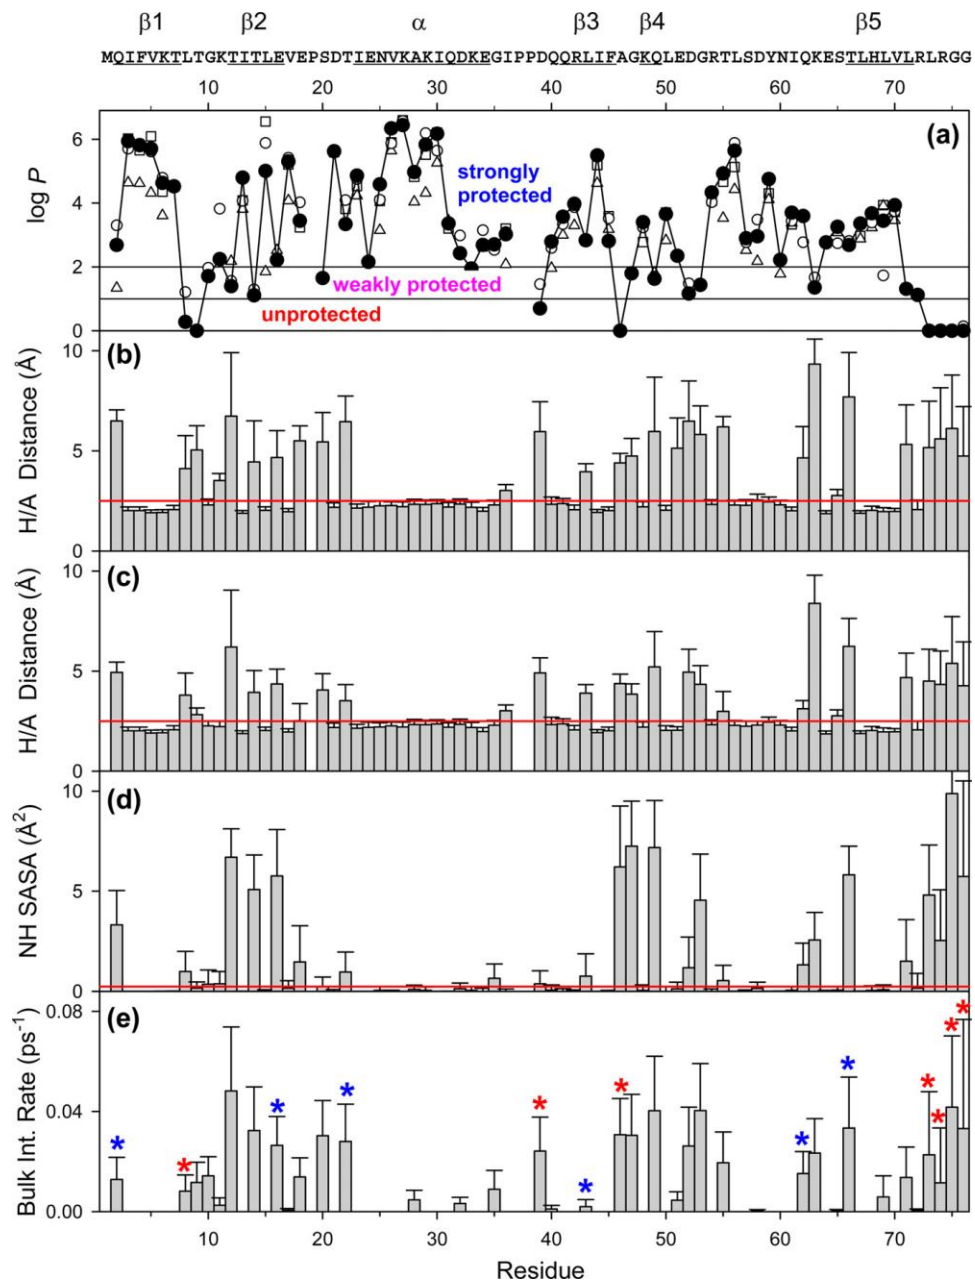 β1 β2 α β3 β4 β5
MQIFVKTLTGKTITLEVEPSDTIENVKAKIQDKEGIPPDQQRLIFAGKQLEDGRTLSDYNIQKESTLHLVLRLRGG
10 20 30 40 50 60 70
(a)
log P
6
4
2
0
strongly
protected
weakly protected
unprotected
(b)
H/A Distance (Å)
10
5
0
(c)
H/A Distance (Å)
10
5
0
(d)
NH SASA (Å²)
10
5
0
(e)
Bulk Int. Rate (ps⁻¹)
0.08
0.04
0.00
* * * * * * * * * * * * *
10 20 30 40 50 60 70
Residue